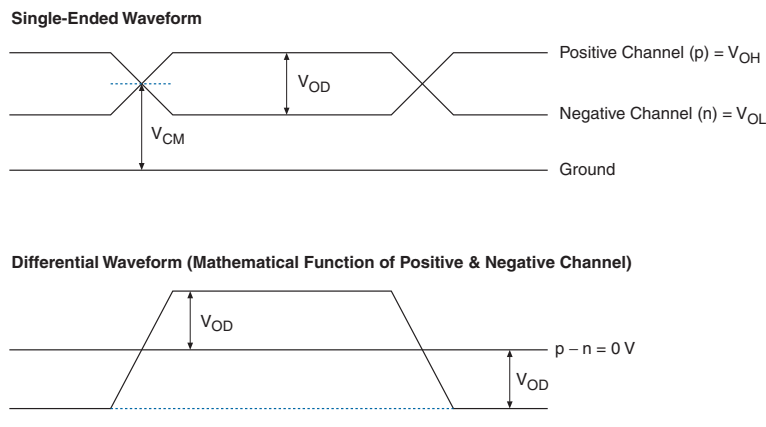 Single-Ended Waveform
Positive Channel (p) = VOH
VOD
Negative Channel (n) = VOL
VCM
Ground
Differential Waveform (Mathematical Function of Positive & Negative Channel)
VOD
p – n = 0 V
VOD